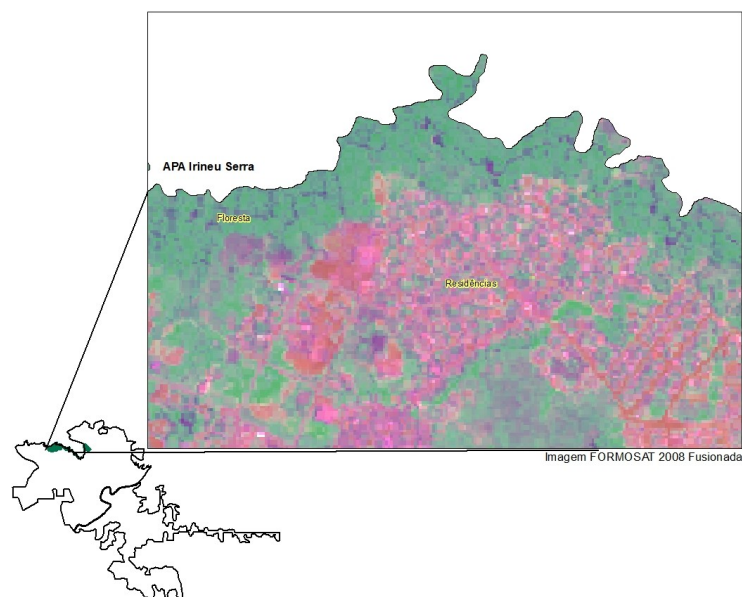 APA Irineu Serra
Floresta
Residências
Imagem FORMOSAT 2008 Fusionada